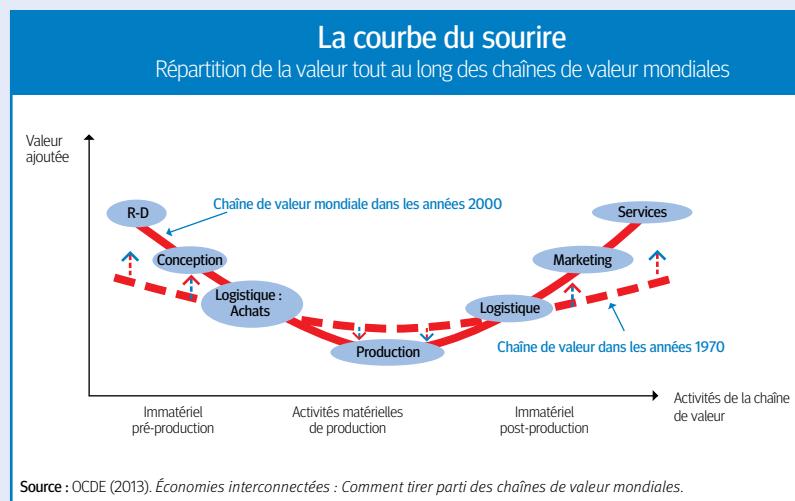 La courbe du sourire
Répartition de la valeur tout au long des chaînes de valeur mondiales
Valeur
ajoutée
R-D
Chaîne de valeur mondiale dans les années 2000
Services
Conception
Marketing
Logistique :
Achats
Logistique
Production
Chaîne de valeur dans les années 1970
Activités de la chaîne
de valeur
Immatériel
pré-production
Activités matérielles
de production
Immatériel
post-production
Source : OCDE (2013). Économies interconnectées : Comment tirer parti des chaînes de valeur mondiales.